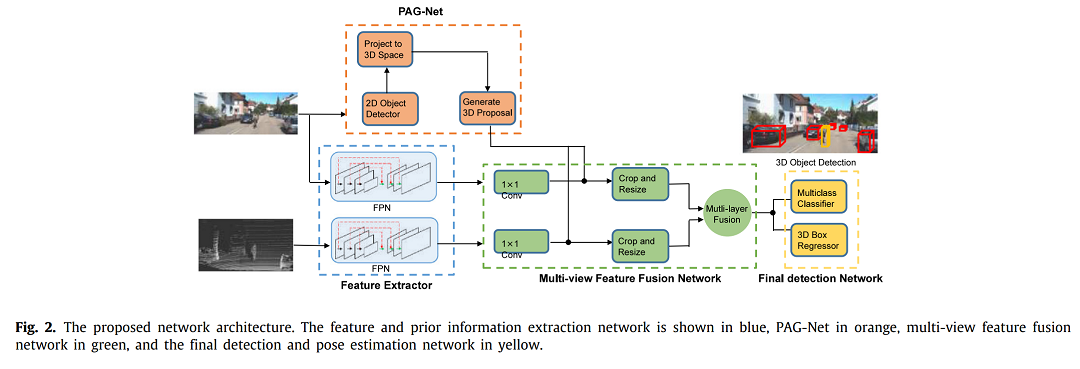 PAG-Net
Project to
3D Space
2D Object
Detector
Generate
3D Proposal
FPN
FPN
Feature Extractor
1×1
Conv
1×1
Conv
Crop and
Resize
Crop and
Resize
Mutli-layer
Fusion
Multi-view Feature Fusion Network
3D Object Detection
Multiclass
Classifier
3D Box
Regressor
Final detection Network
Fig. 2. The proposed network architecture. The feature and prior information extraction network is shown in blue, PAG-Net in orange, multi-view feature fusion
network in green, and the final detection and pose estimation network in yellow.